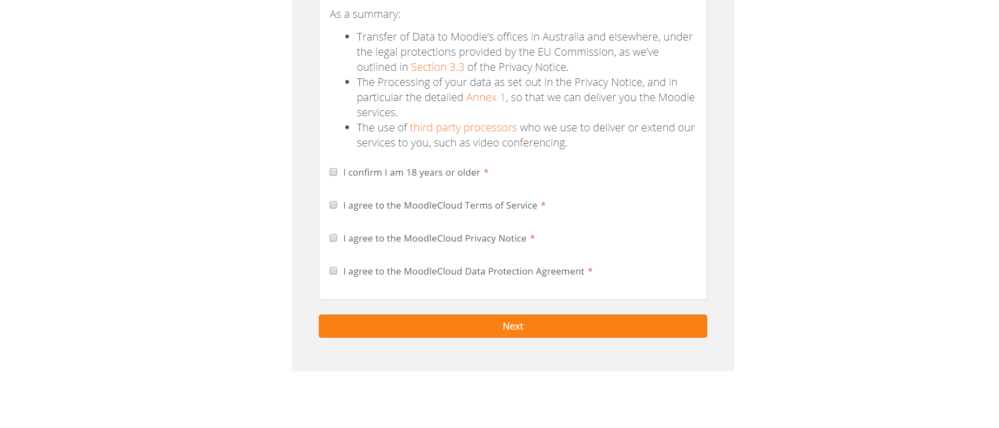 As a summary:
• Transfer of Data to Moodle’s offices in Australia and elsewhere, under
the legal protections provided by the EU Commission, as we’ve
outlined in Section 3.3 of the Privacy Notice.
• The Processing of your data as set out in the Privacy Notice, and in
particular the detailed Annex 1, so that we can deliver you the Moodle
services.
• The use of third party processors who we use to deliver or extend our
services to you, such as video conferencing.
I confirm I am 18 years or older *
I agree to the MoodleCloud Terms of Service *
I agree to the MoodleCloud Privacy Notice *
I agree to the MoodleCloud Data Protection Agreement *
Next